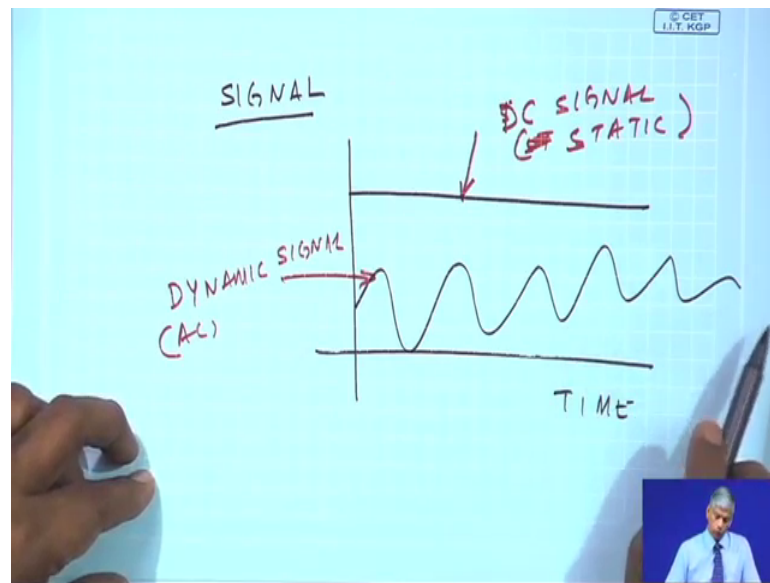 © CET
I.I.T. KGP
SIGNAL
DC SIGNAL
(STATIC)
DYNAMIC SIGNAL
(AC)
TIME